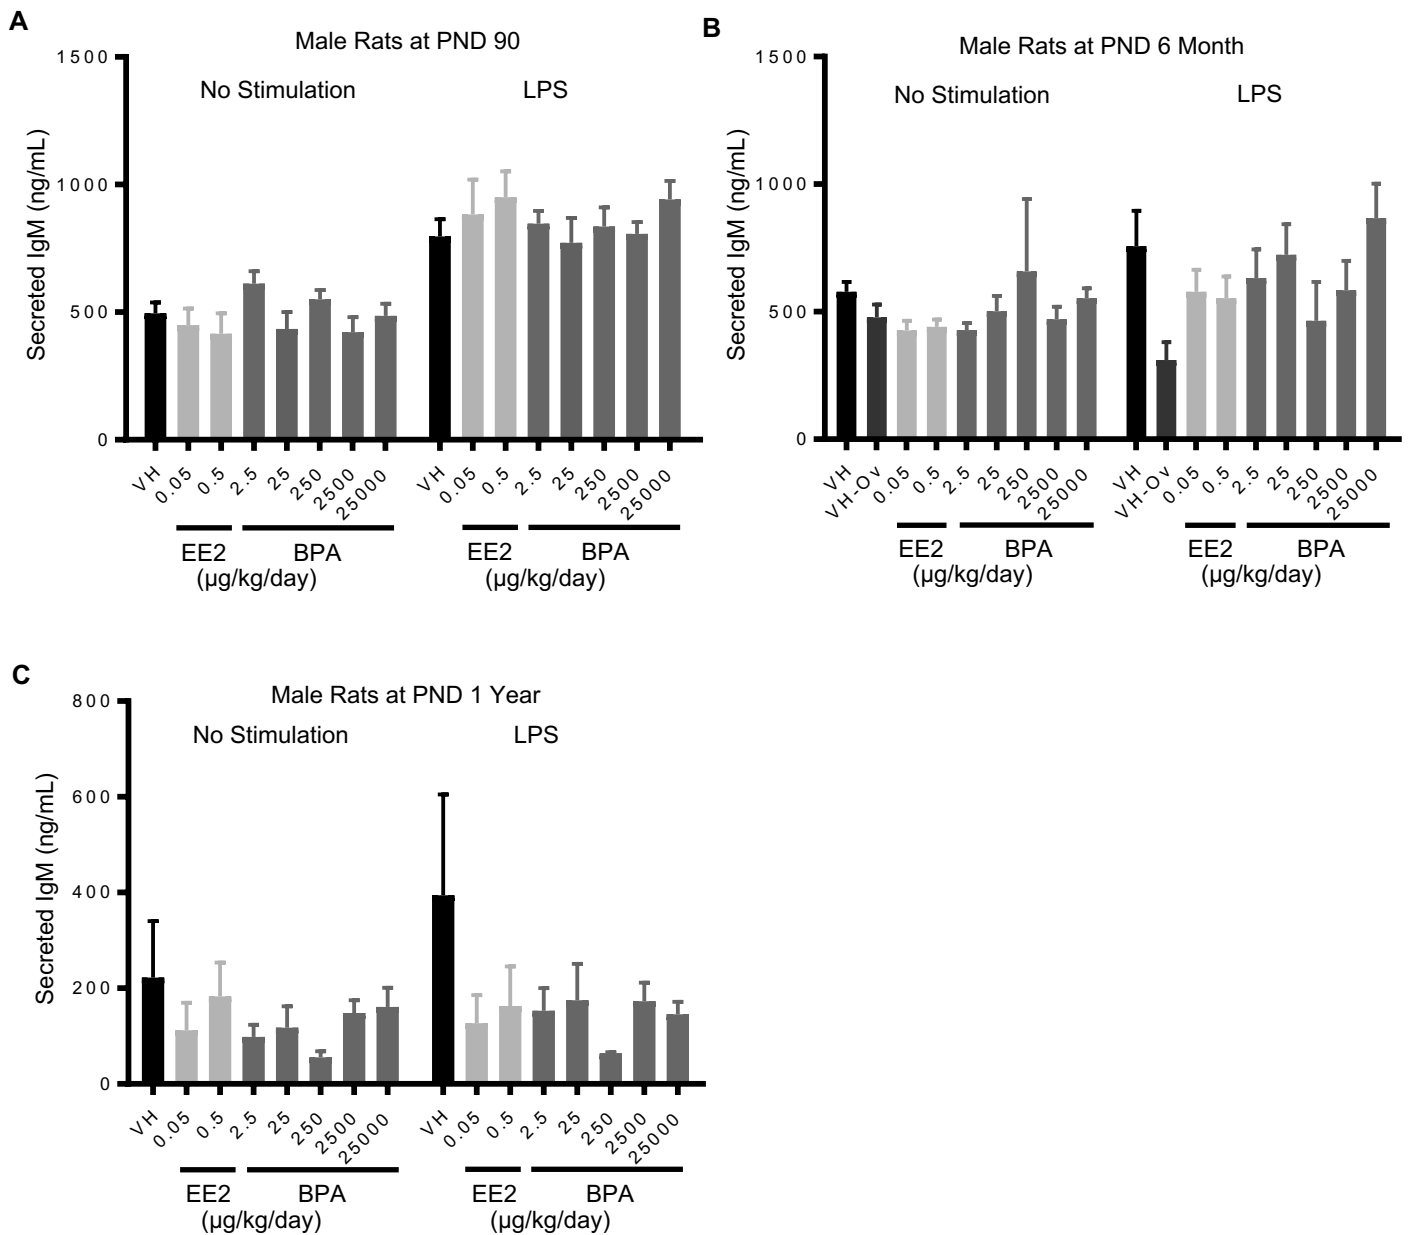 A
Male Rats at PND 90
No Stimulation LPS
Secreted IgM (ng/mL)
1500
1000
500
0
VH 0.05 0.5 2.5 25 250 2500 25000 VH 0.05 0.5 2.5 25 250 2500 25000
EE2 BPA EE2 BPA
(µg/kg/day) (µg/kg/day)
B
Male Rats at PND 6 Month
No Stimulation LPS
Secreted IgM (ng/mL)
1500
1000
500
0
VH VH-Ov 0.05 0.5 2.5 25 250 2500 25000 VH VH-Ov 0.05 0.5 2.5 25 250 2500 25000
EE2 BPA EE2 BPA
(µg/kg/day) (µg/kg/day)
C
Male Rats at PND 1 Year
No Stimulation LPS
Secreted IgM (ng/mL)
800
600
400
200
0
VH 0.05 0.5 2.5 25 250 2500 25000 VH 0.05 0.5 2.5 25 250 2500 25000
EE2 BPA EE2 BPA
(µg/kg/day) (µg/kg/day)